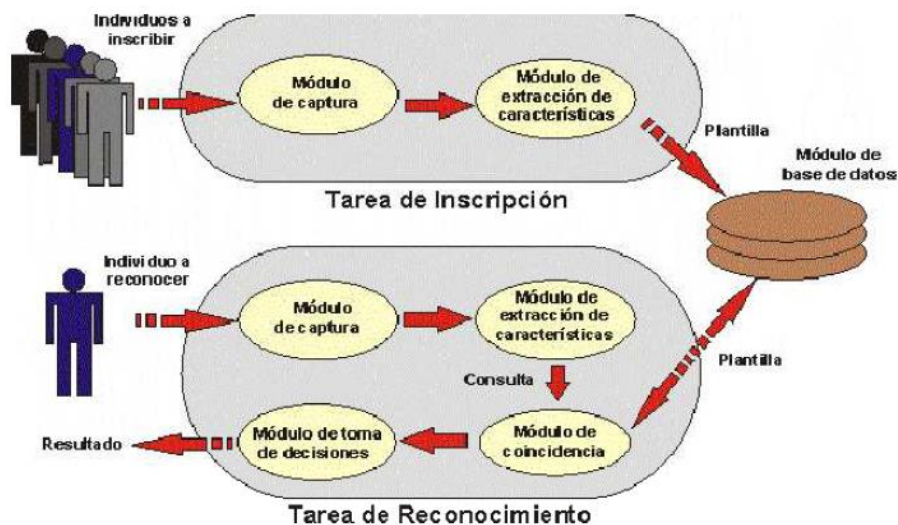 Individuos a
inscribir
Módulo
de captura
Módulo de
extracción de
características
Plantilla
Módulo de
base de datos
Tarea de Inscripción
Individuo a
reconocer
Módulo
de captura
Módulo de
extracción de
características
Consulta
Plantilla
Resultado
Módulo de toma
de decisiones
Módulo de
coincidencia
Tarea de Reconocimiento